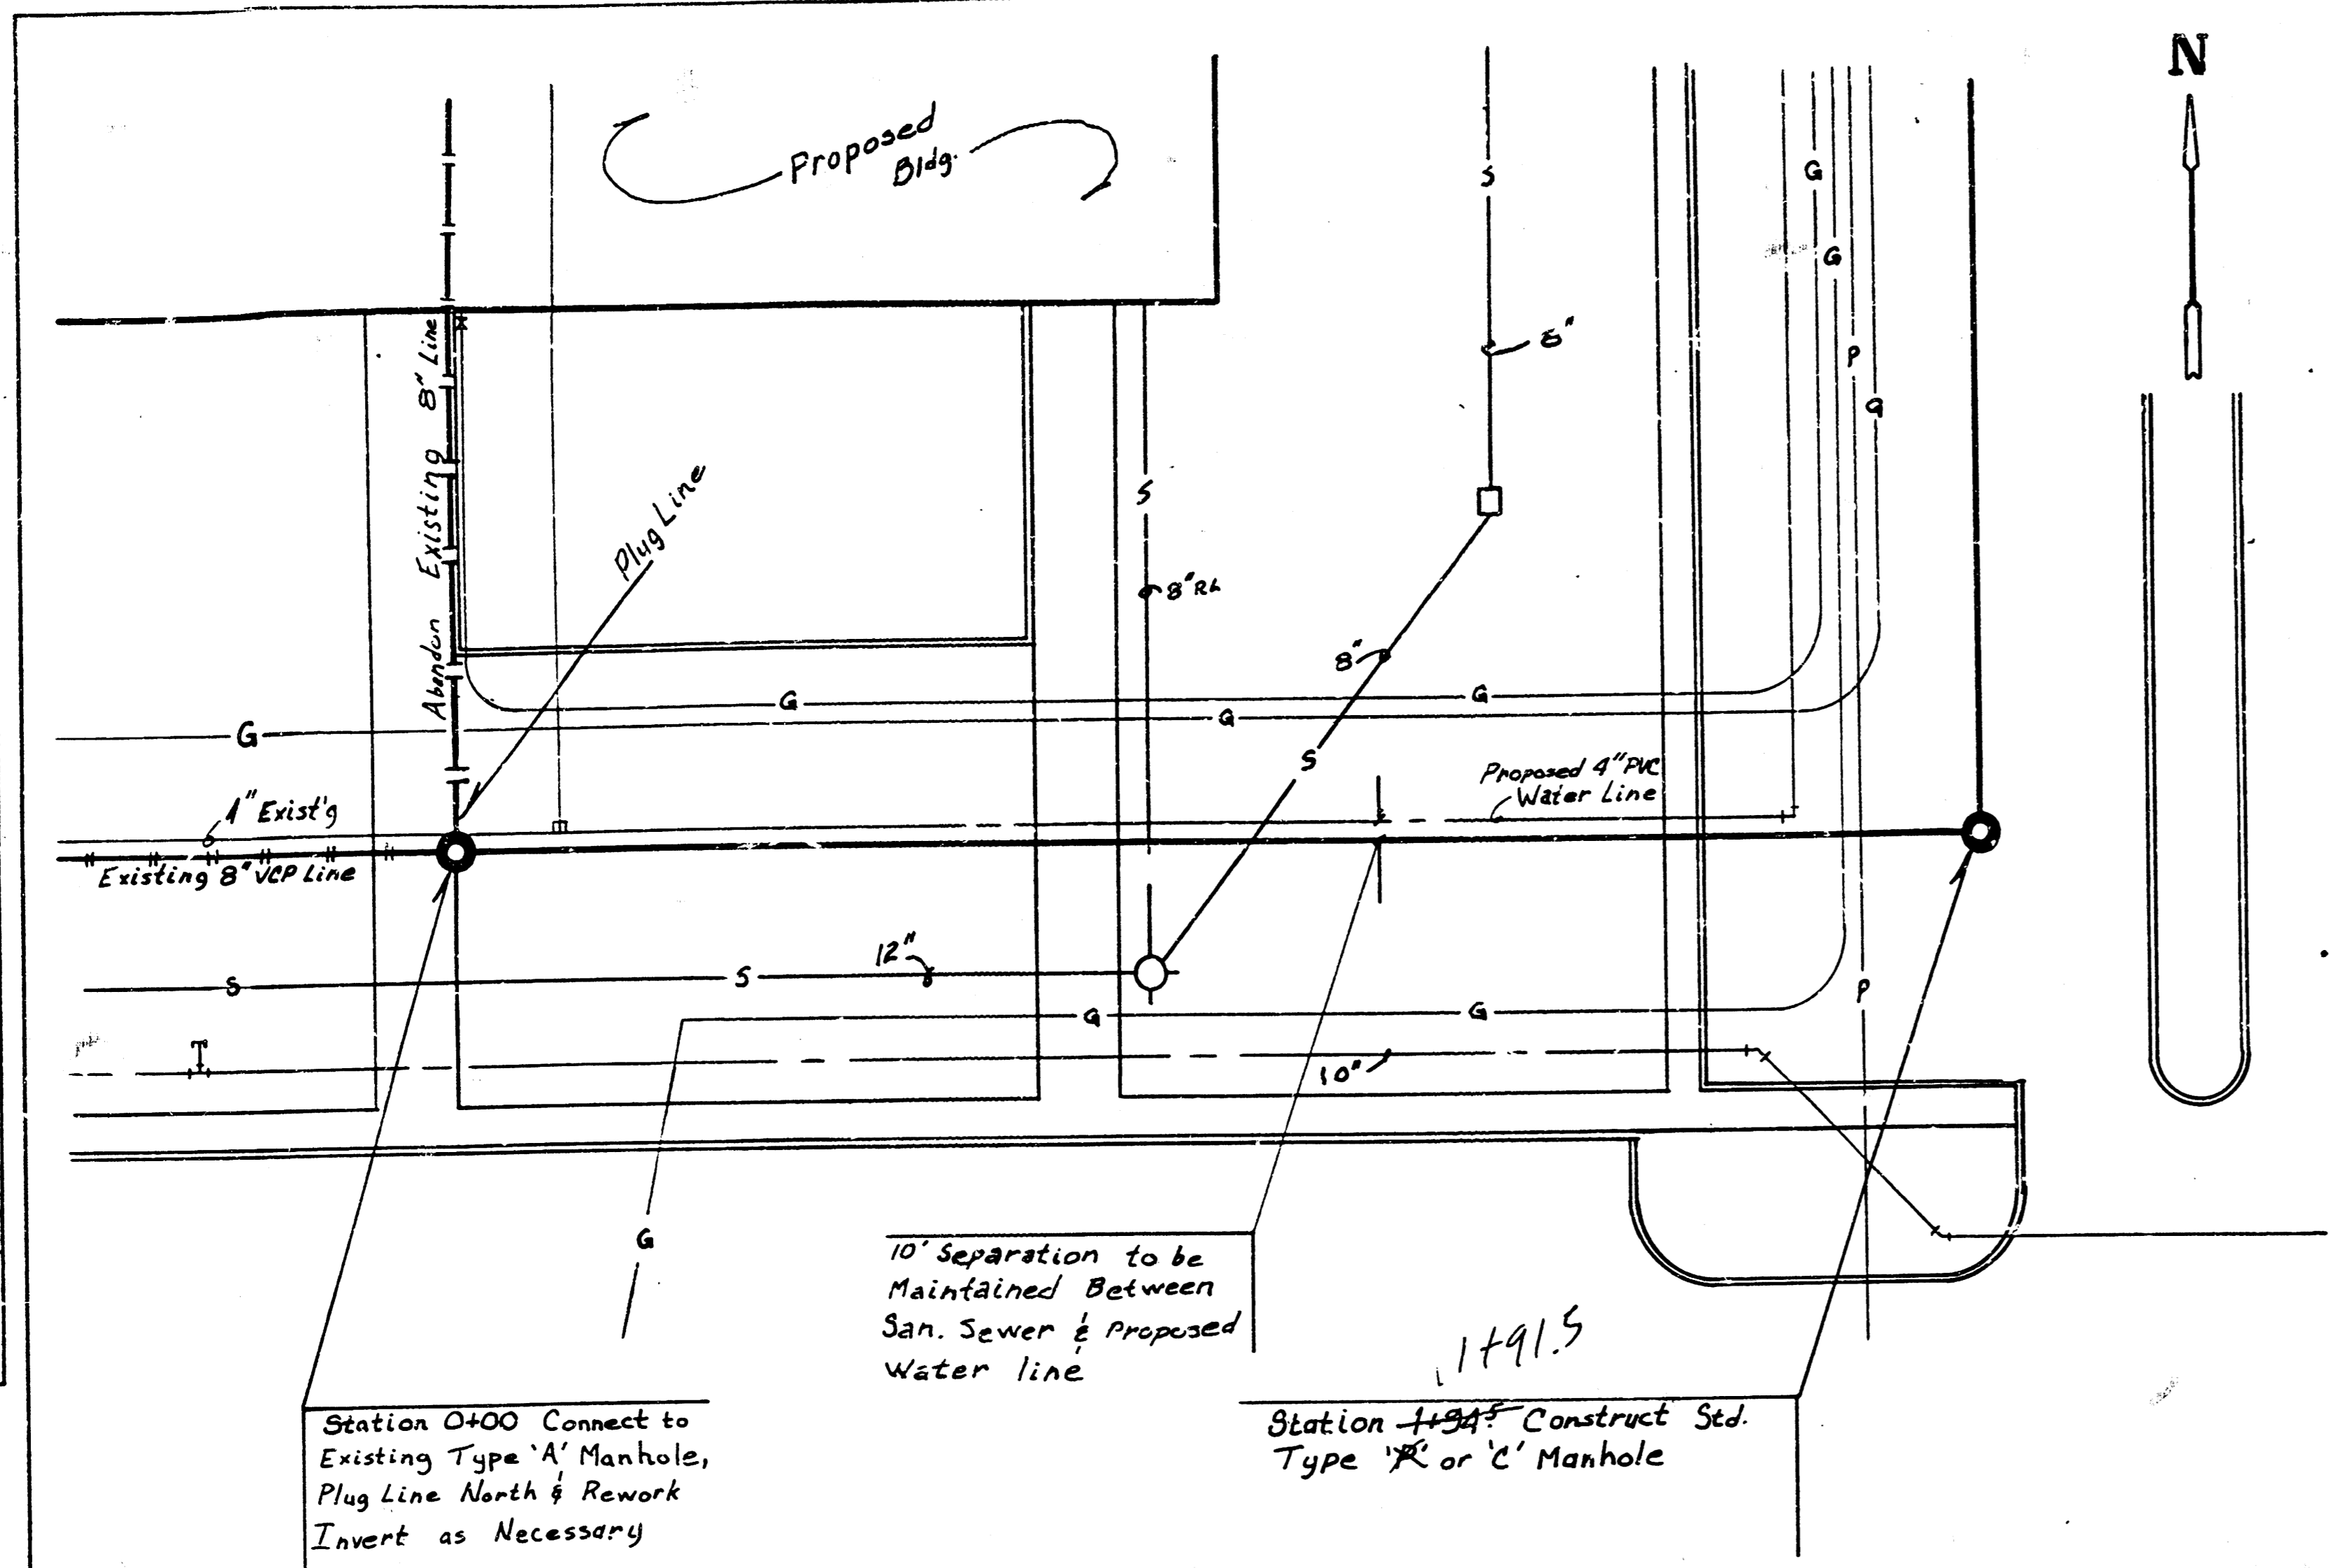 N
Proposed
Bldg.
G
S
G
P
G
8"
Abandon Existing 8" Line
Plug Line
S
8" RL
8"
G
G
G
G
S
Proposed 4" PVC
Water Line
4" Exist'g
Existing 8" VCP Line
12"
S
S
P
G
G
T
10"
G
10' Separation to be
Maintained Between
San. Sewer & Proposed
Water line
1+91.5
Station 0+00 Connect to
Existing Type 'A' Manhole,
Plug Line North & Rework
Invert as Necessary
Station 1+94.5 Construct Std.
Type 'A' or 'C' Manhole